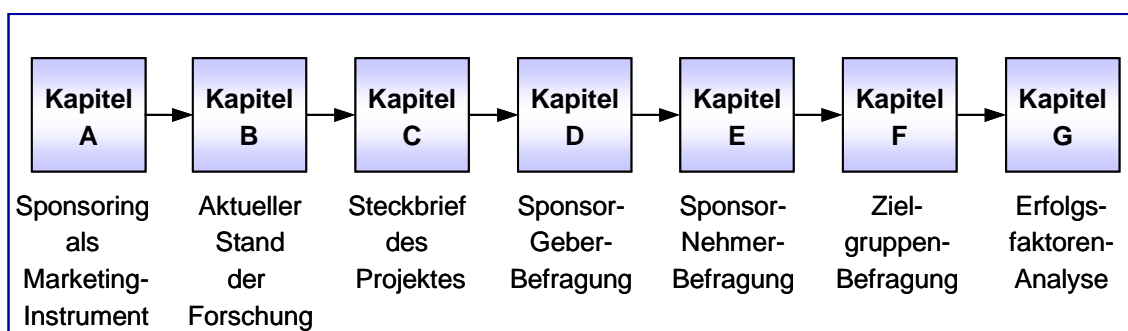 Kapitel
A
Kapitel
B
Kapitel
C
Kapitel
D
Kapitel
E
Kapitel
F
Kapitel
G
Sponsoring
als
Marketing-
Instrument
Aktueller
Stand
der
Forschung
Steckbrief
des
Projektes
Sponsor-
Geber-
Befragung
Sponsor-
Nehmer-
Befragung
Ziel-
gruppen-
Befragung
Erfolgs-
faktoren-
Analyse